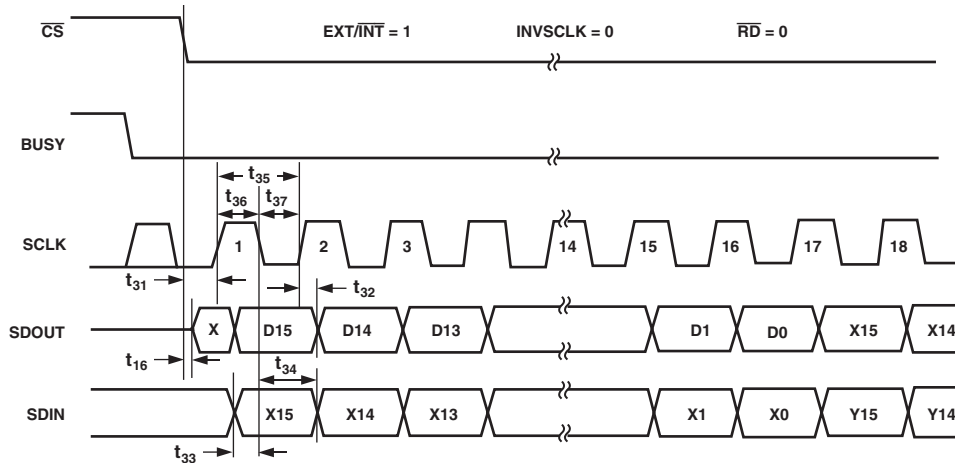 CS EXT/INT = 1 INVSCLK = 0 RD = 0
BUSY
t35
t36 t37
SCLK 1 2 3 14 15 16 17 18
t31 t32
SDOUT X D15 D14 D13 D1 D0 X15 X14
t16 t34
SDIN X15 X14 X13 X1 X0 Y15 Y14
t33